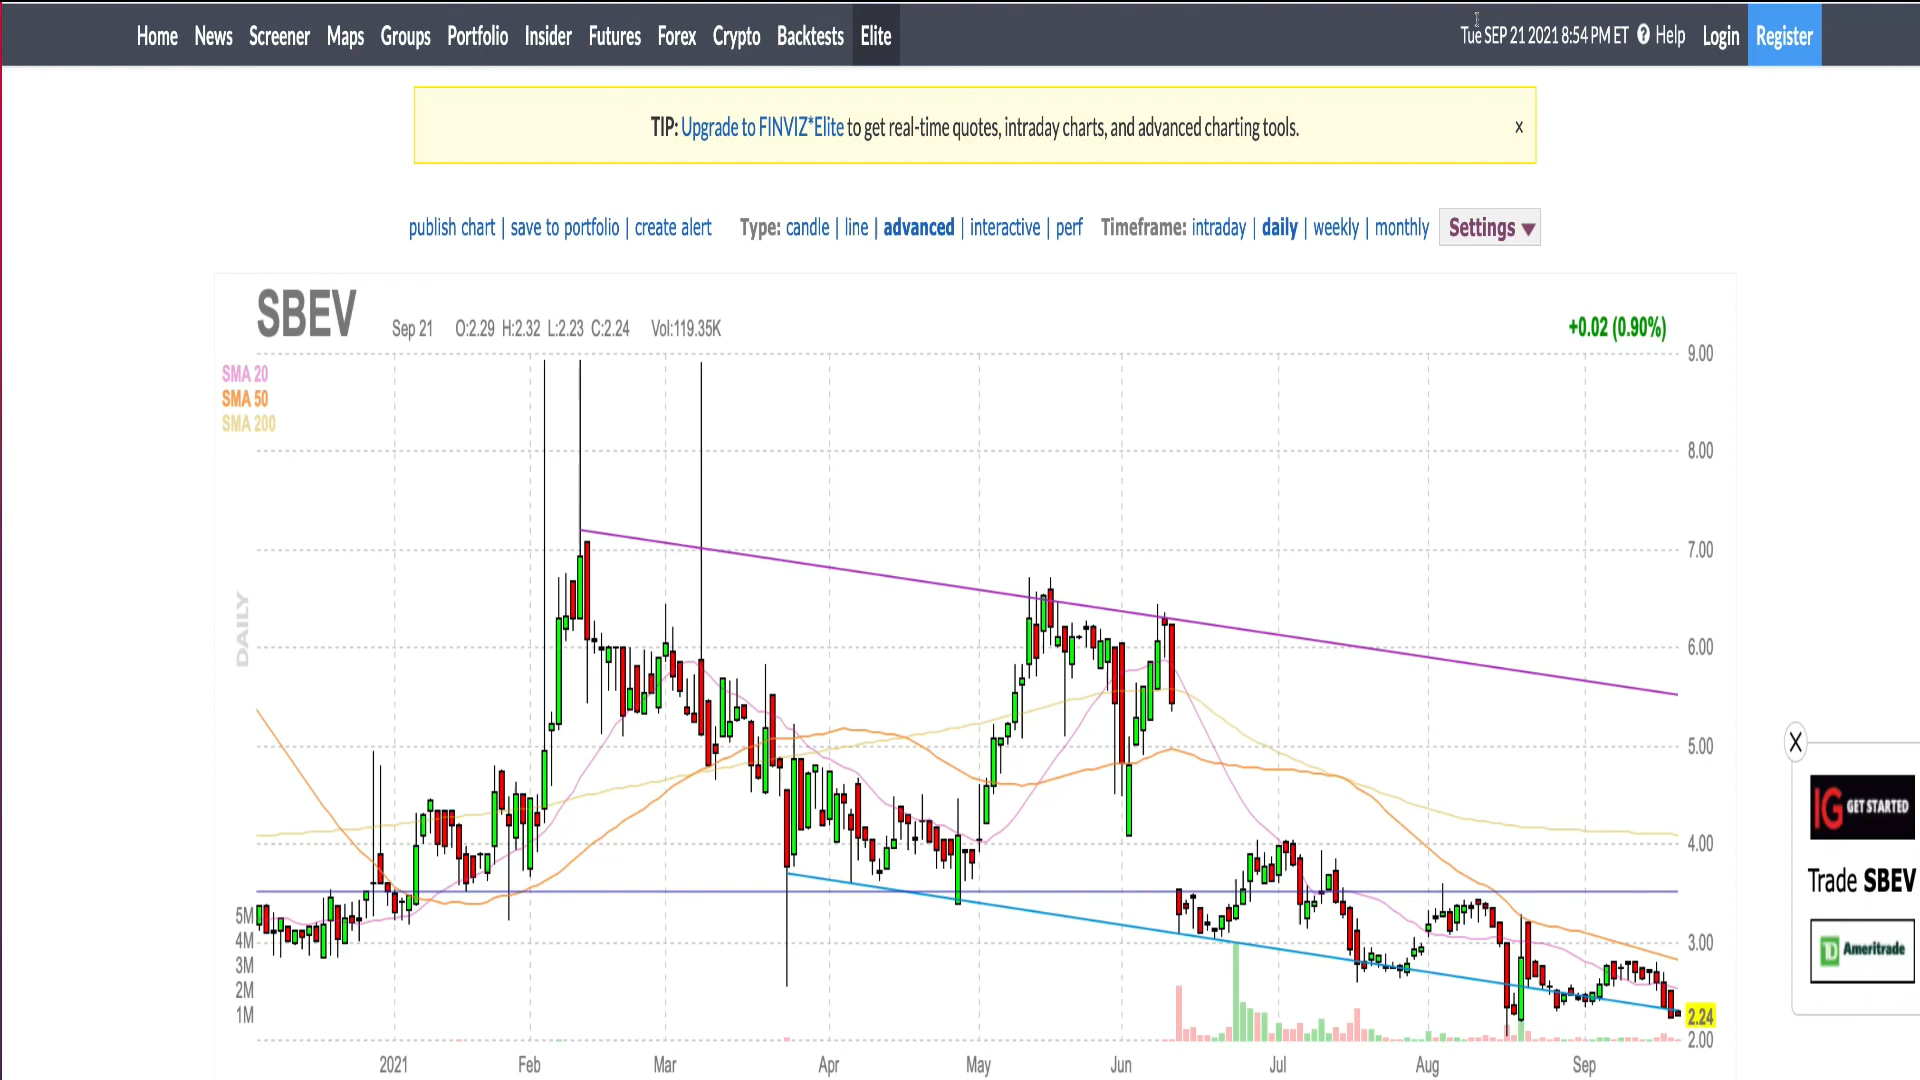 Home News Screener Maps Groups Portfolio Insider Futures Forex Crypto Backtests Elite Tue SEP 21 2021 8:54 PM ET ? Help Login Register
TIP: Upgrade to FINVIZ*Elite to get real-time quotes, intraday charts, and advanced charting tools. x
publish chart | save to portfolio | create alert Type: candle | line | advanced | interactive | perf Timeframe: intraday | daily | weekly | monthly Settings ▼
SBEV Sep 21 O:2.29 H:2.32 L:2.23 C:2.24 Vol:119.35K +0.02 (0.90%)
9.00
SMA 20
SMA 50
SMA 200
8.00
7.00
DAILY
6.00
5.00
X
IG GET STARTED
4.00
Trade SBEV
5M
4M
3.00
TD Ameritrade
3M
2M
1M
2.24
2.00
2021 Feb Mar Apr May Jun Jul Aug Sep